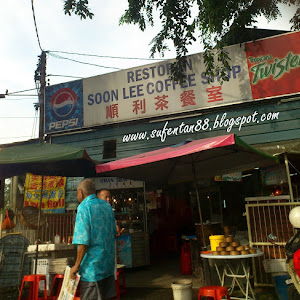 RESTORAN
SOON LEE COFFEE SHOP
順利茶餐室
PEPSI
Twister
www.sufentan88.blogspot.com